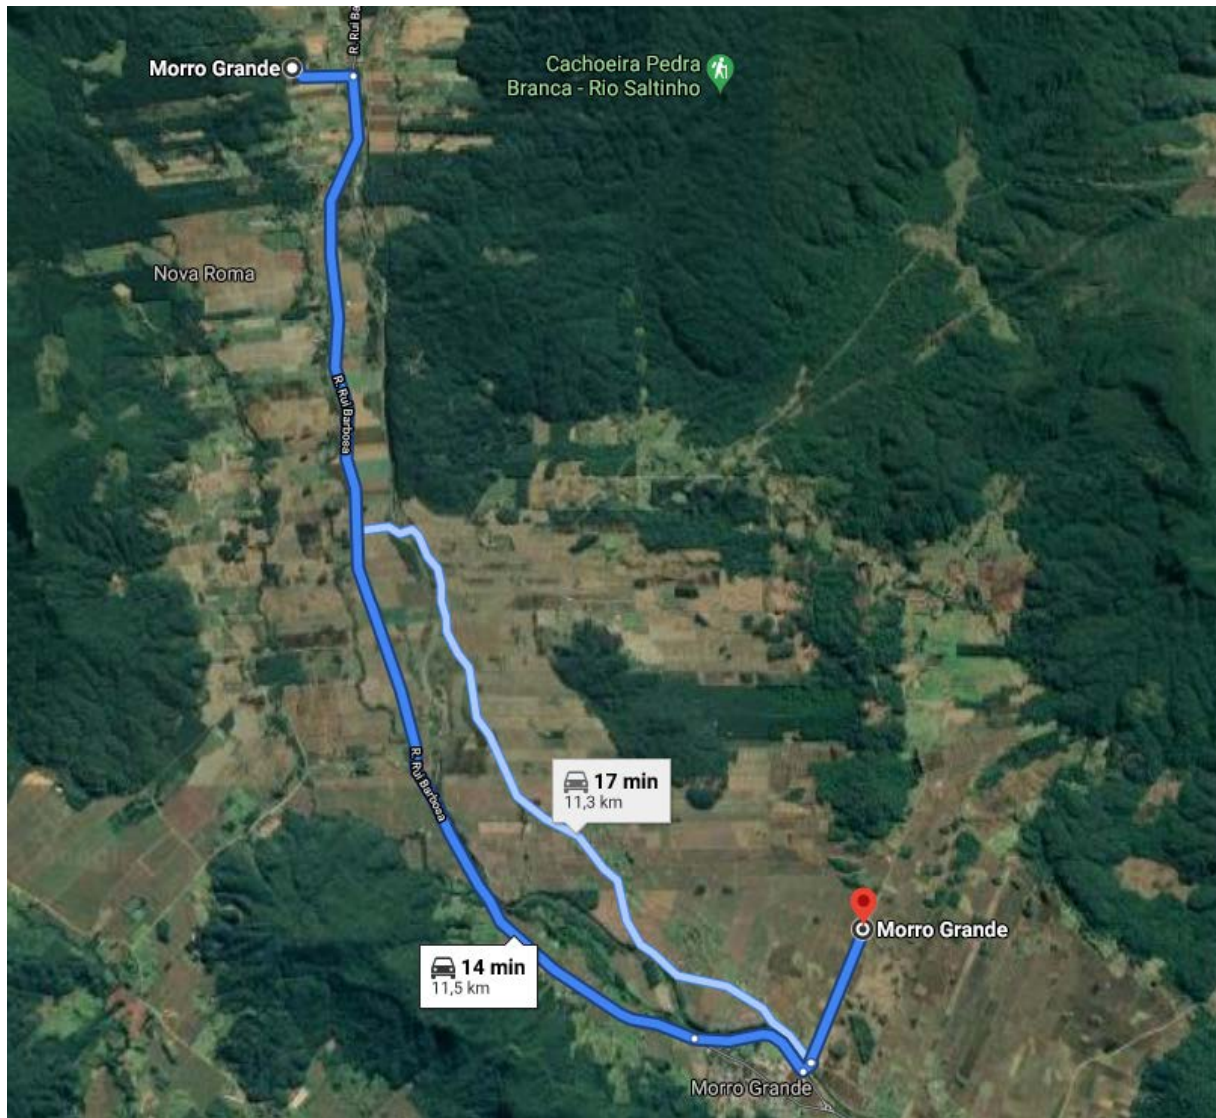 R. Rui Ba
Morro Grande
Cachoeira Pedra
Branca - Rio Saltinho
Nova Roma
R. Rui Barbosa
R. Rui Barbosa
17 min
11,3 km
Morro Grande
14 min
11,5 km
Morro Grande